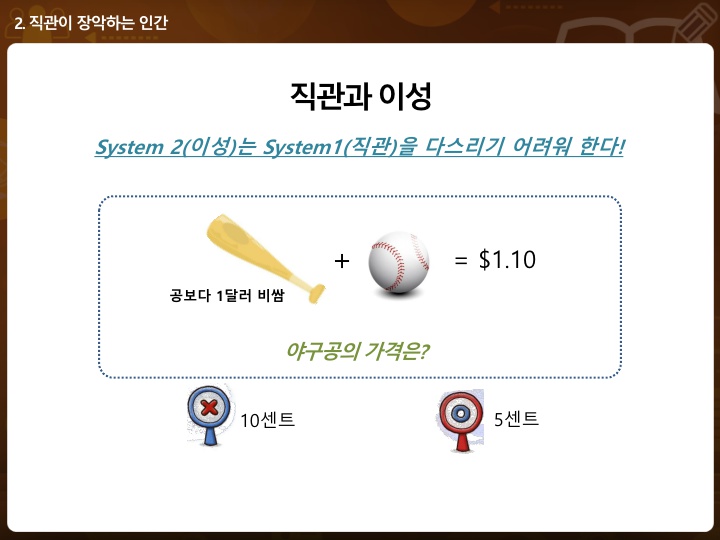 2. 직관이 장악하는 인간
직관과 이성
System 2(이성)는 System1(직관)을 다스리기 어려워 한다!
+ = $1.10
공보다 1달러 비쌈
야구공의 가격은?
10센트 5센트